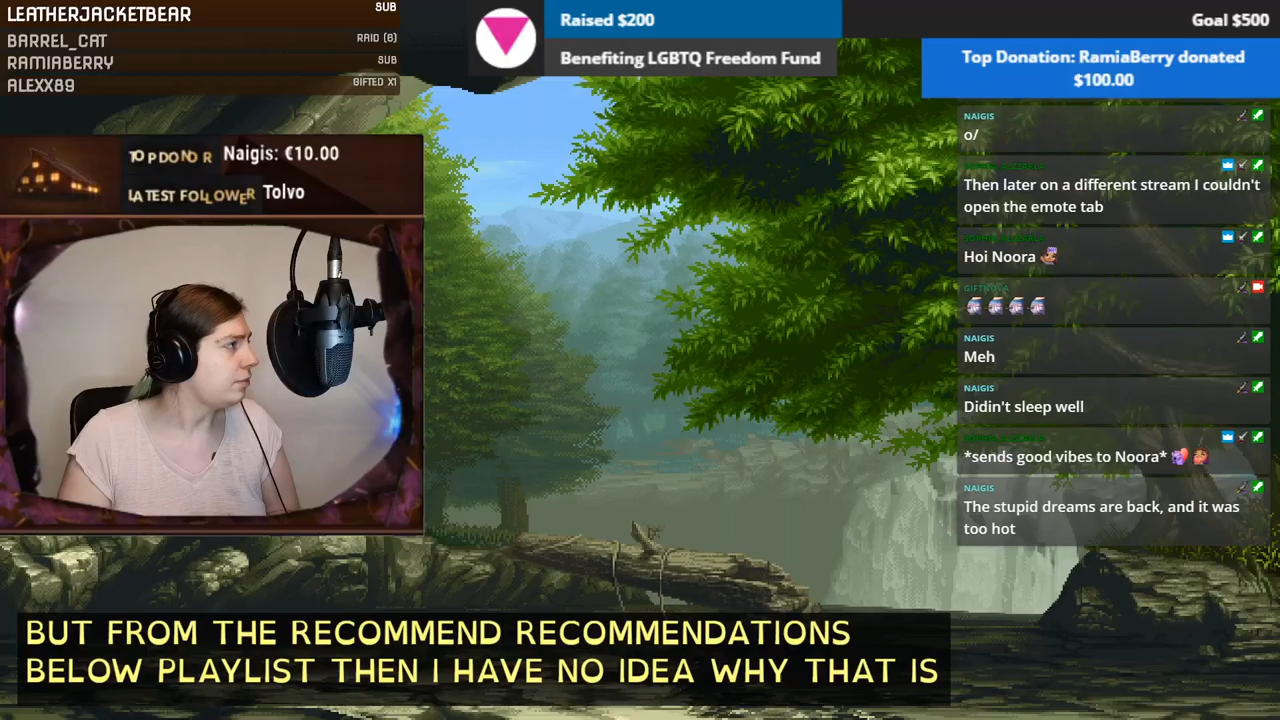 LEATHERJACKETBEAR SUB
BARREL_CAT RAID (6)
RAMIABERRY SUB
ALEXX89 GIFTED X1
Raised $200
Goal $500
Benefiting LGBTQ Freedom Fund
Top Donation: RamiaBerry donated
$100.00
TOP DONOR Naigis: €10.00
LATEST FOLLOWER Tolvo
NAIGIS
o/
Then later on a different stream I couldn't
open the emote tab
Hoi Noora
GIFTNOVA
NAIGIS
Meh
NAIGIS
Didin't sleep well
*sends good vibes to Noora*
NAIGIS
The stupid dreams are back, and it was
too hot
BUT FROM THE RECOMMEND RECOMMENDATIONS
BELOW PLAYLIST THEN I HAVE NO IDEA WHY THAT IS